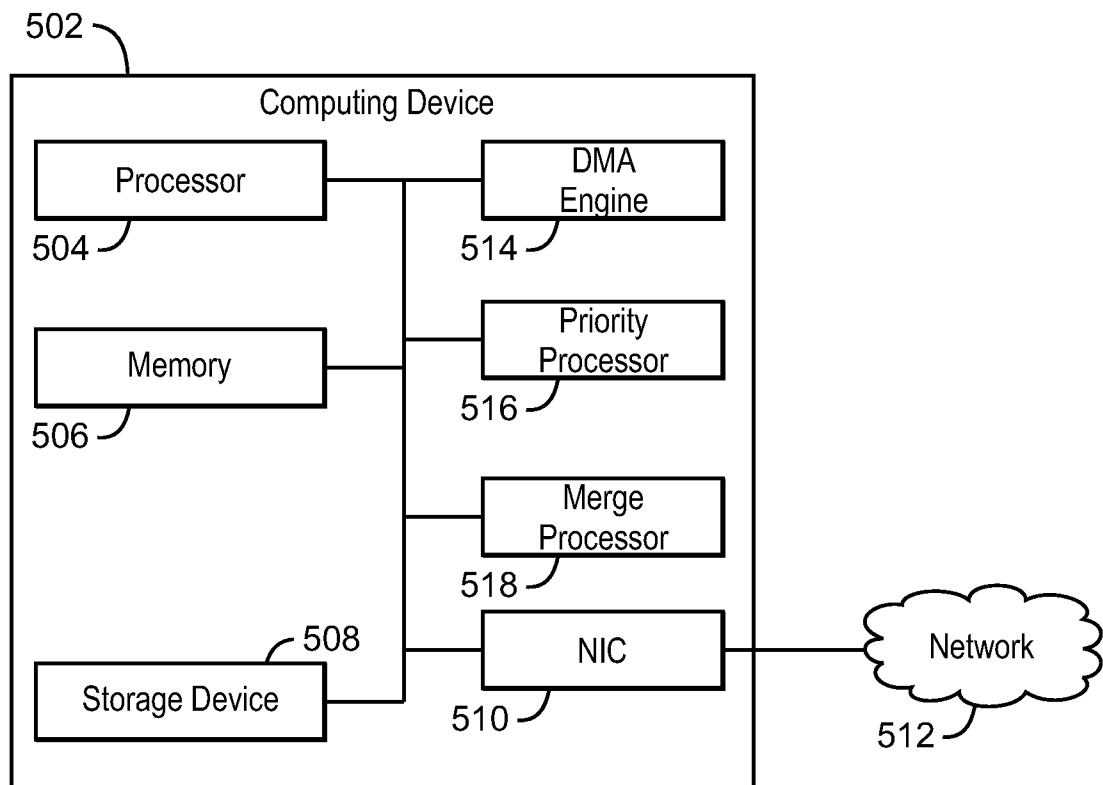 502
Computing Device
Processor
504
DMA
Engine
514
Memory
506
Priority
Processor
516
Merge
Processor
518
508
Storage Device
NIC
510
Network
512